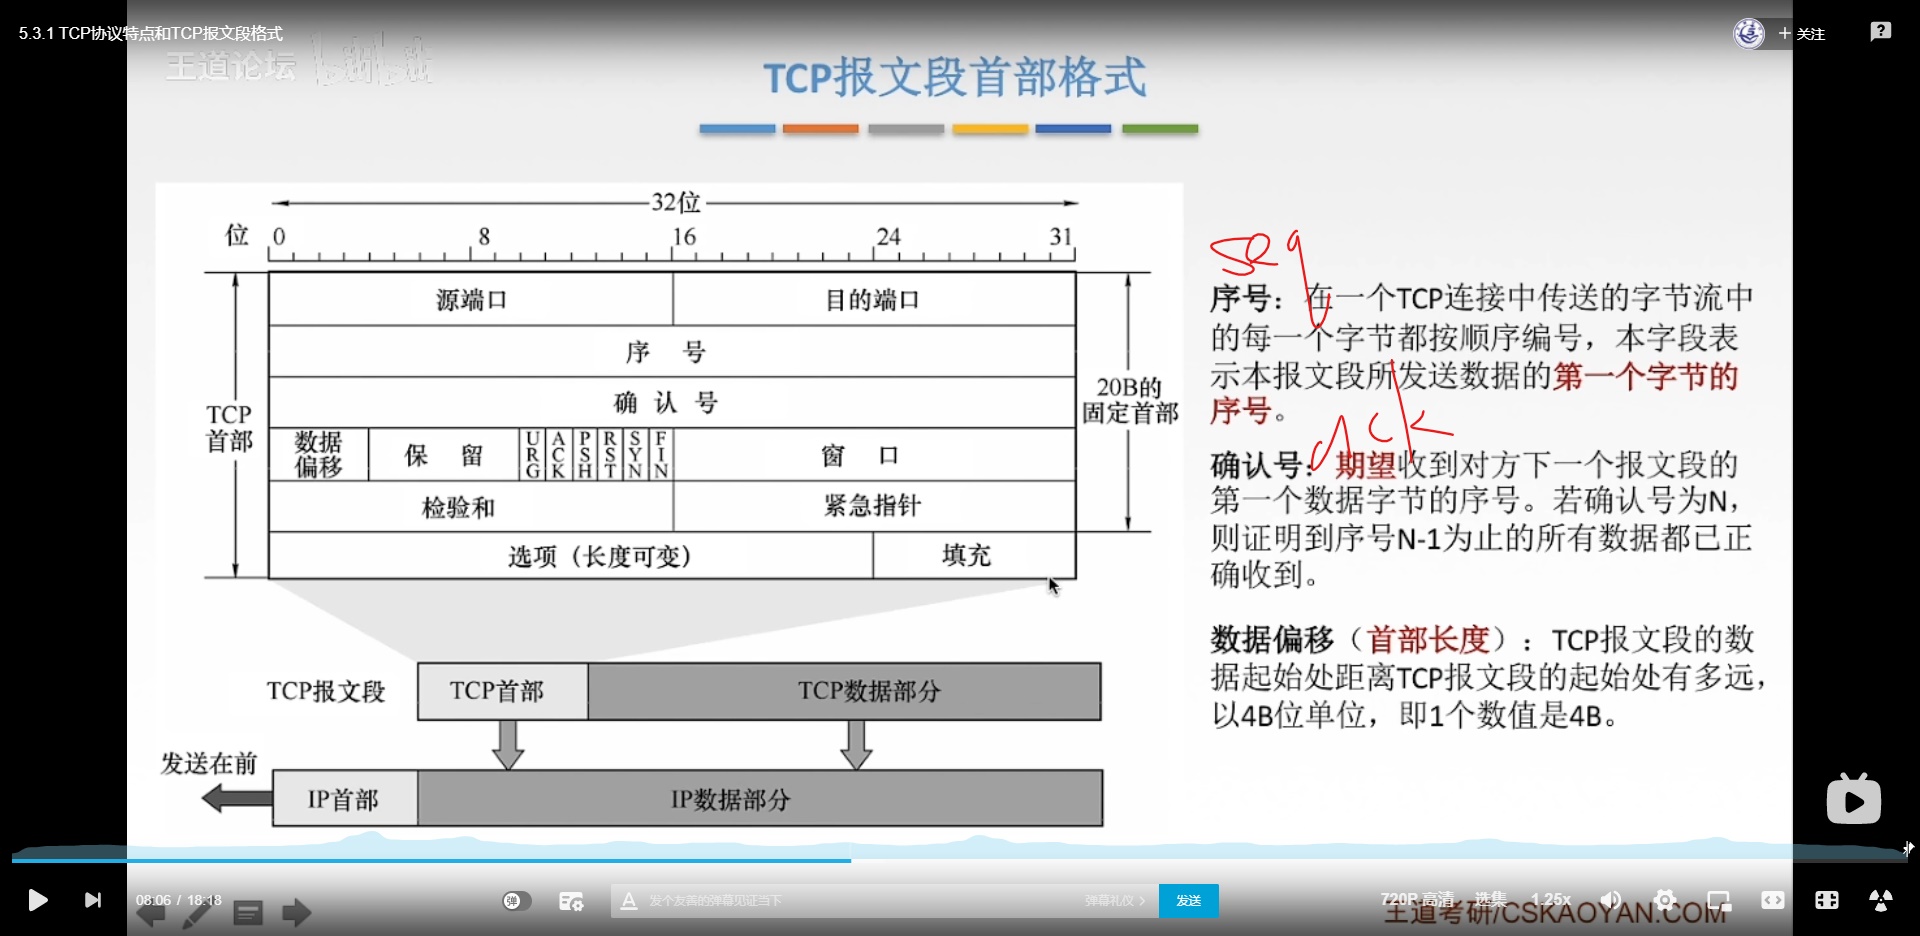 5.3.1 TCP协议特点和TCP报文段格式
关注
王道论坛
bilibili
TCP报文段首部格式
32位
位 0 8 16 24 31
源端口 目的端口
序 号
确 认 号
数据偏移 保 留 URG ACK PSH RST SYN FIN 窗 口
检验和 紧急指针
选项（长度可变） 填充
TCP首部
20B的固定首部
TCP报文段 TCP首部 TCP数据部分
发送在前
IP首部 IP数据部分
seq
序号：在一个TCP连接中传送的字节流中
的每一个字节都按顺序编号，本字段表
示本报文段所发送数据的第一个字节的
序号。
ack
确认号：期望收到对方下一个报文段的
第一个数据字节的序号。若确认号为N，
则证明到序号N-1为止的所有数据都已正
确收到。
数据偏移（首部长度）：TCP报文段的数
据起始处距离TCP报文段的起始处有多远，
以4B位单位，即1个数值是4B。
08:06 / 18:18
弹
发个友善的弹幕见证当下
弹幕礼仪
发送
720P 高清 选集 1.25x
王道考研/CSKAOYAN.COM